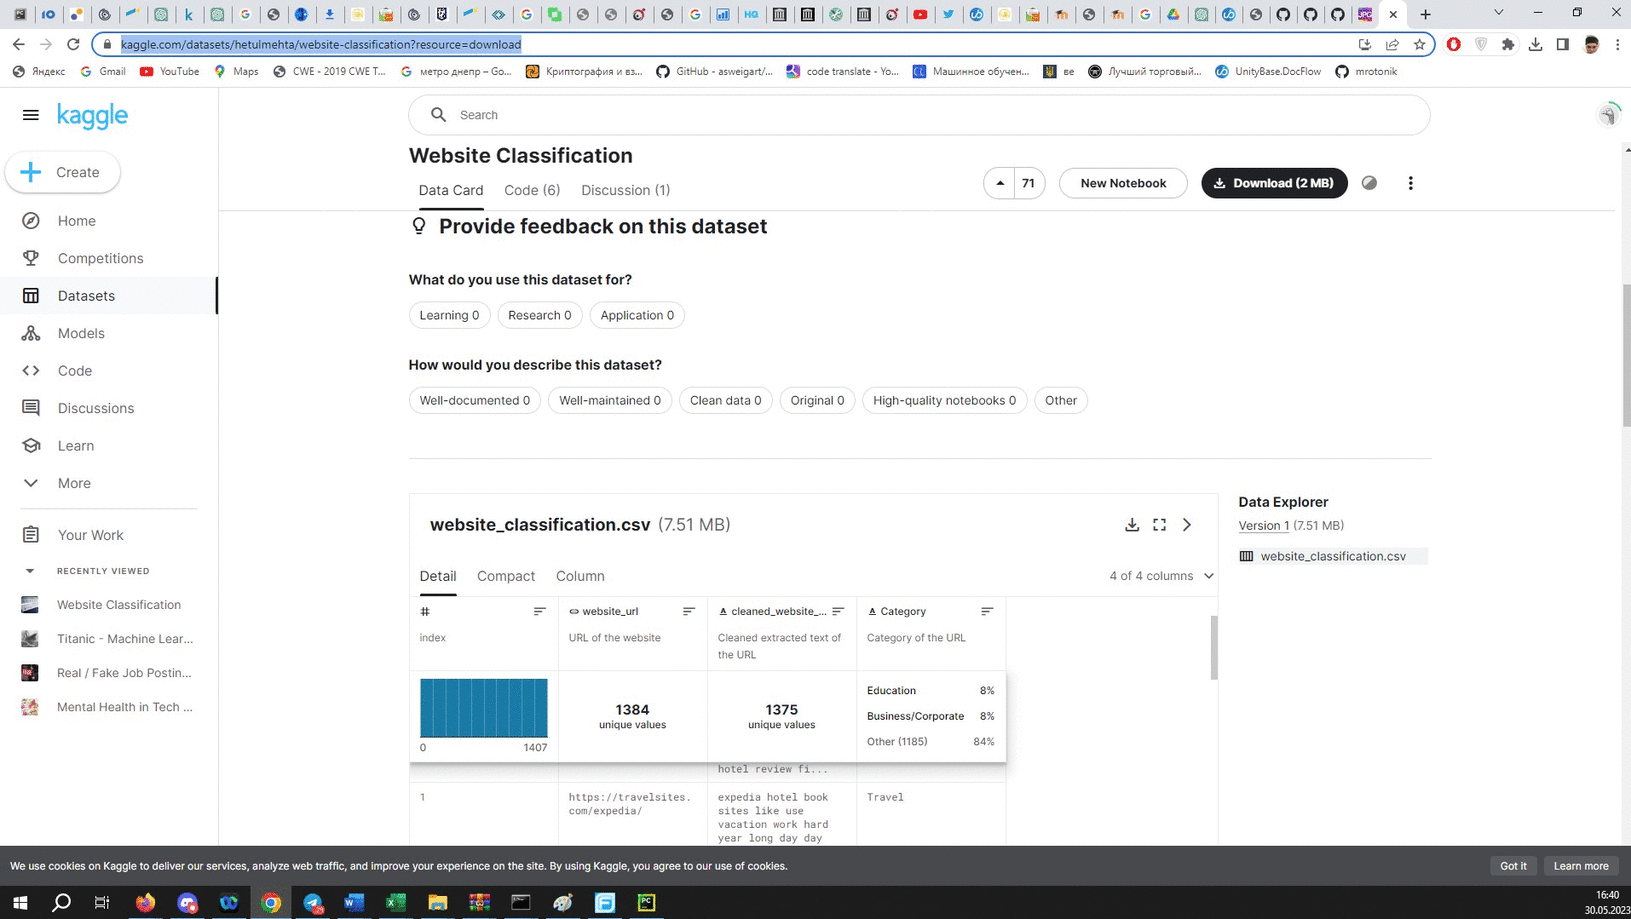 kaggle.com/datasets/hetulmehta/website-classification?resource=download
Яндекс
Gmail
YouTube
Maps
CWE - 2019 CWE T...
метро днепр – Go...
Криптография и вз...
GitHub - asweigart/...
code translate - Yo...
Машинное обучен...
ве
Лучший торговый...
UnityBase.DocFlow
mrotonik
kaggle
Search
Create
Home
Competitions
Datasets
Models
Code
Discussions
Learn
More
Your Work
RECENTLY VIEWED
Website Classification
Titanic - Machine Lear...
Real / Fake Job Postin...
Mental Health in Tech ...
Website Classification
Data Card
Code (6)
Discussion (1)
71
New Notebook
Download (2 MB)
Provide feedback on this dataset
What do you use this dataset for?
Learning 0
Research 0
Application 0
How would you describe this dataset?
Well-documented 0
Well-maintained 0
Clean data 0
Original 0
High-quality notebooks 0
Other
website_classification.csv (7.51 MB)
Detail
Compact
Column
4 of 4 columns
#
index
website_url
URL of the website
cleaned_website_...
Cleaned extracted text of
the URL
Category
Category of the URL
0
1407
1384
unique values
1375
unique values
Education 8%
Business/Corporate 8%
Other (1185) 84%
hotel review fi...
1
https://travelsites.
com/expedia/
expedia hotel book
sites like use
vacation work hard
year long day day
Travel
Data Explorer
Version 1 (7.51 MB)
website_classification.csv
We use cookies on Kaggle to deliver our services, analyze web traffic, and improve your experience on the site. By using Kaggle, you agree to our use of cookies.
Got it
Learn more
16:40
30.05.2023